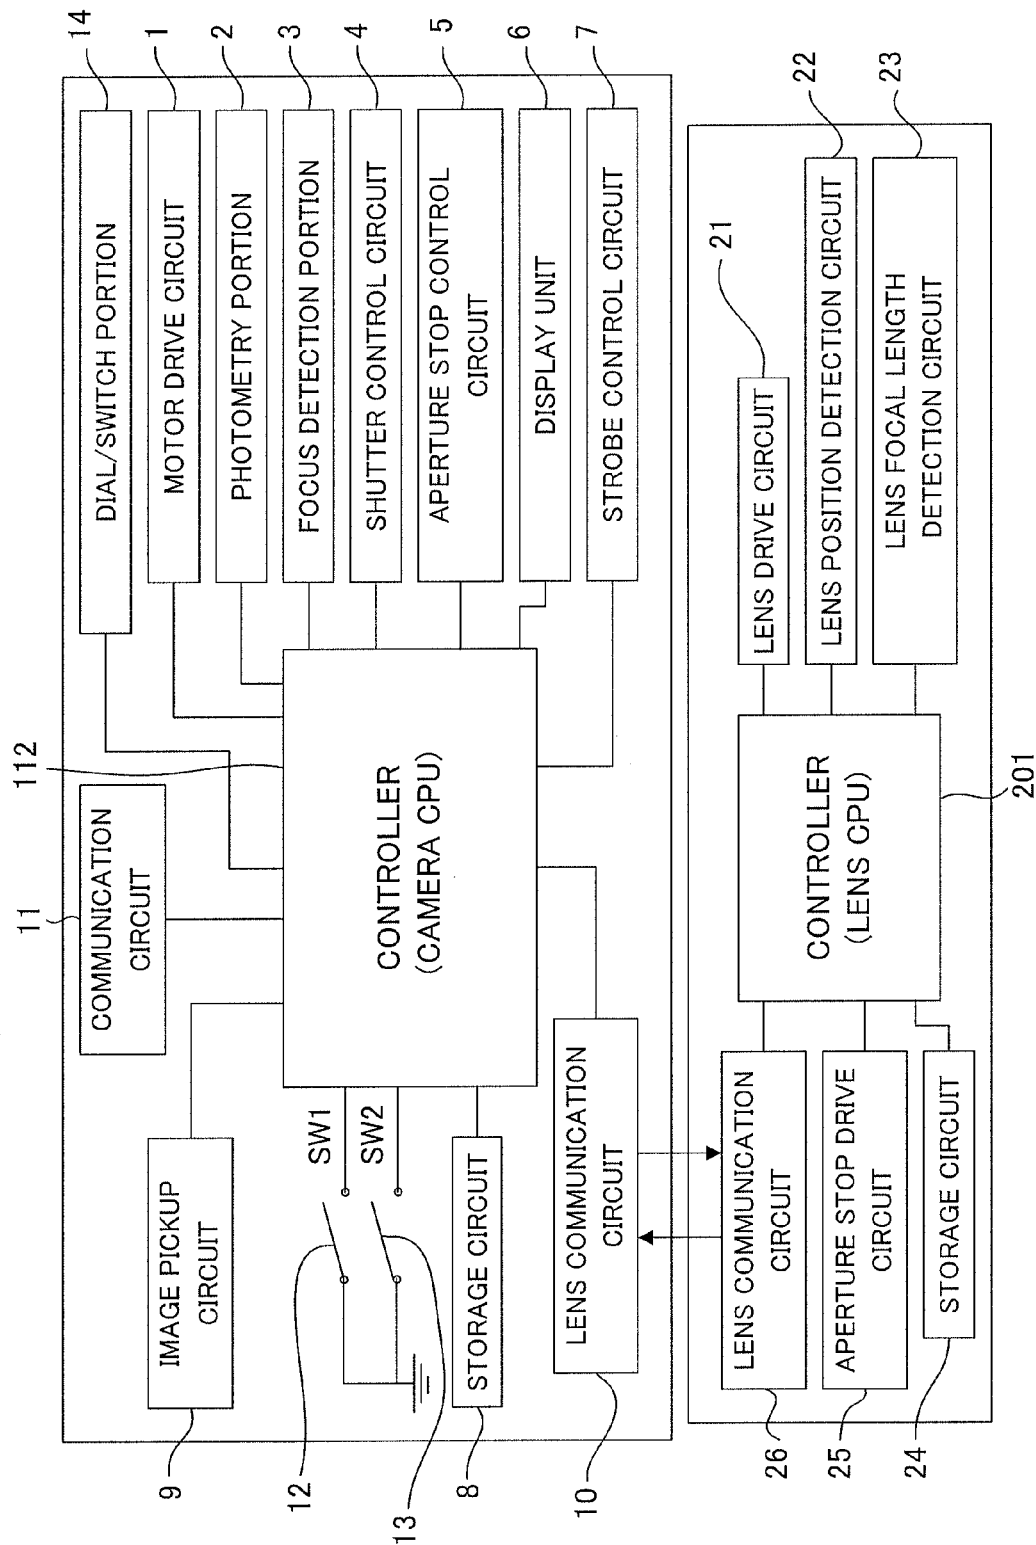 14
DIAL/SWITCH PORTION
1
MOTOR DRIVE CIRCUIT
2
PHOTOMETRY PORTION
3
FOCUS DETECTION PORTION
4
SHUTTER CONTROL CIRCUIT
5
APERTURE STOP CONTROL
CIRCUIT
6
DISPLAY UNIT
7
STROBE CONTROL CIRCUIT
112
CONTROLLER
(CAMERA CPU)
11
COMMUNICATION
CIRCUIT
9
IMAGE PICKUP
CIRCUIT
SW1
SW2
12
13
8
STORAGE CIRCUIT
10
LENS COMMUNICATION
CIRCUIT
21
LENS DRIVE CIRCUIT
22
LENS POSITION DETECTION CIRCUIT
23
LENS FOCAL LENGTH
DETECTION CIRCUIT
CONTROLLER
(LENS CPU)
201
26
LENS COMMUNICATION
CIRCUIT
25
APERTURE STOP DRIVE
CIRCUIT
24
STORAGE CIRCUIT